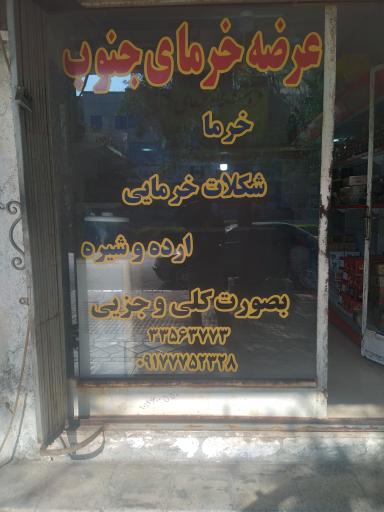 عرضه خرمای جنوب
خرما
شکلات خرمایی
ارده و شیره
بصورت کلی و جزیی
۳۳۵۶۳۷۷۳
۰۹۱۷۷۷۵۲۳۲۸